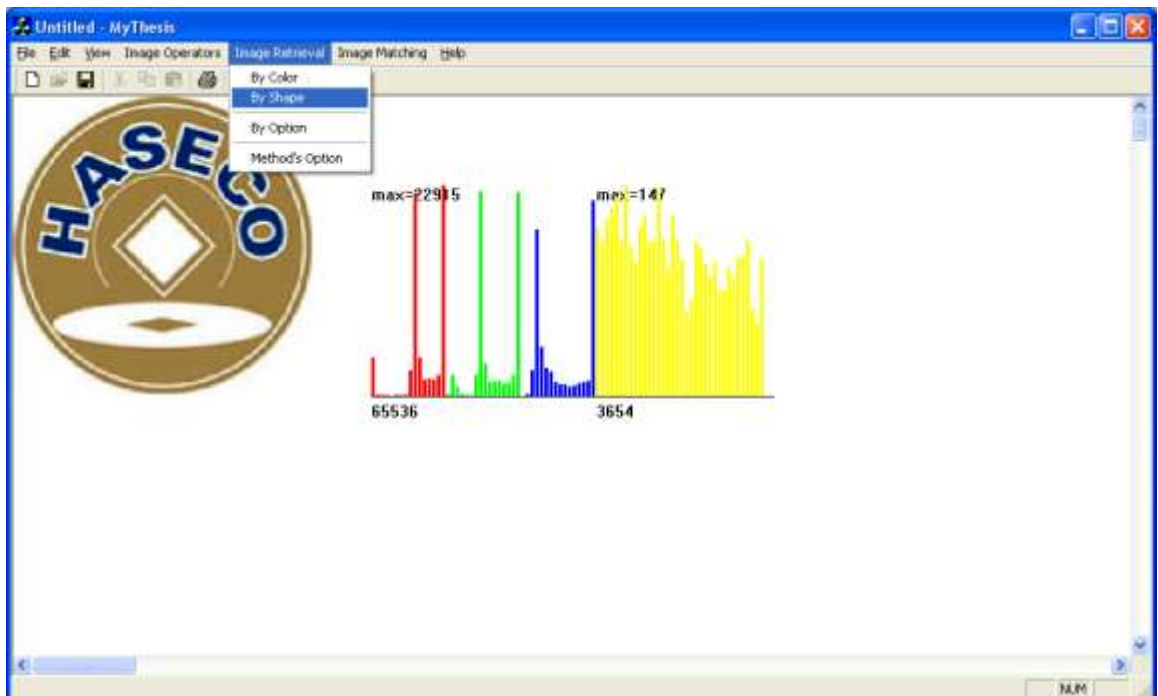 Untitled - MyThesis
File Edit View Image Operators Image Retrieval Image Matching Help
By Color
By Shape
By Option
Method's Option
HASECO
max=22915 max=147
65536 3654
NUM